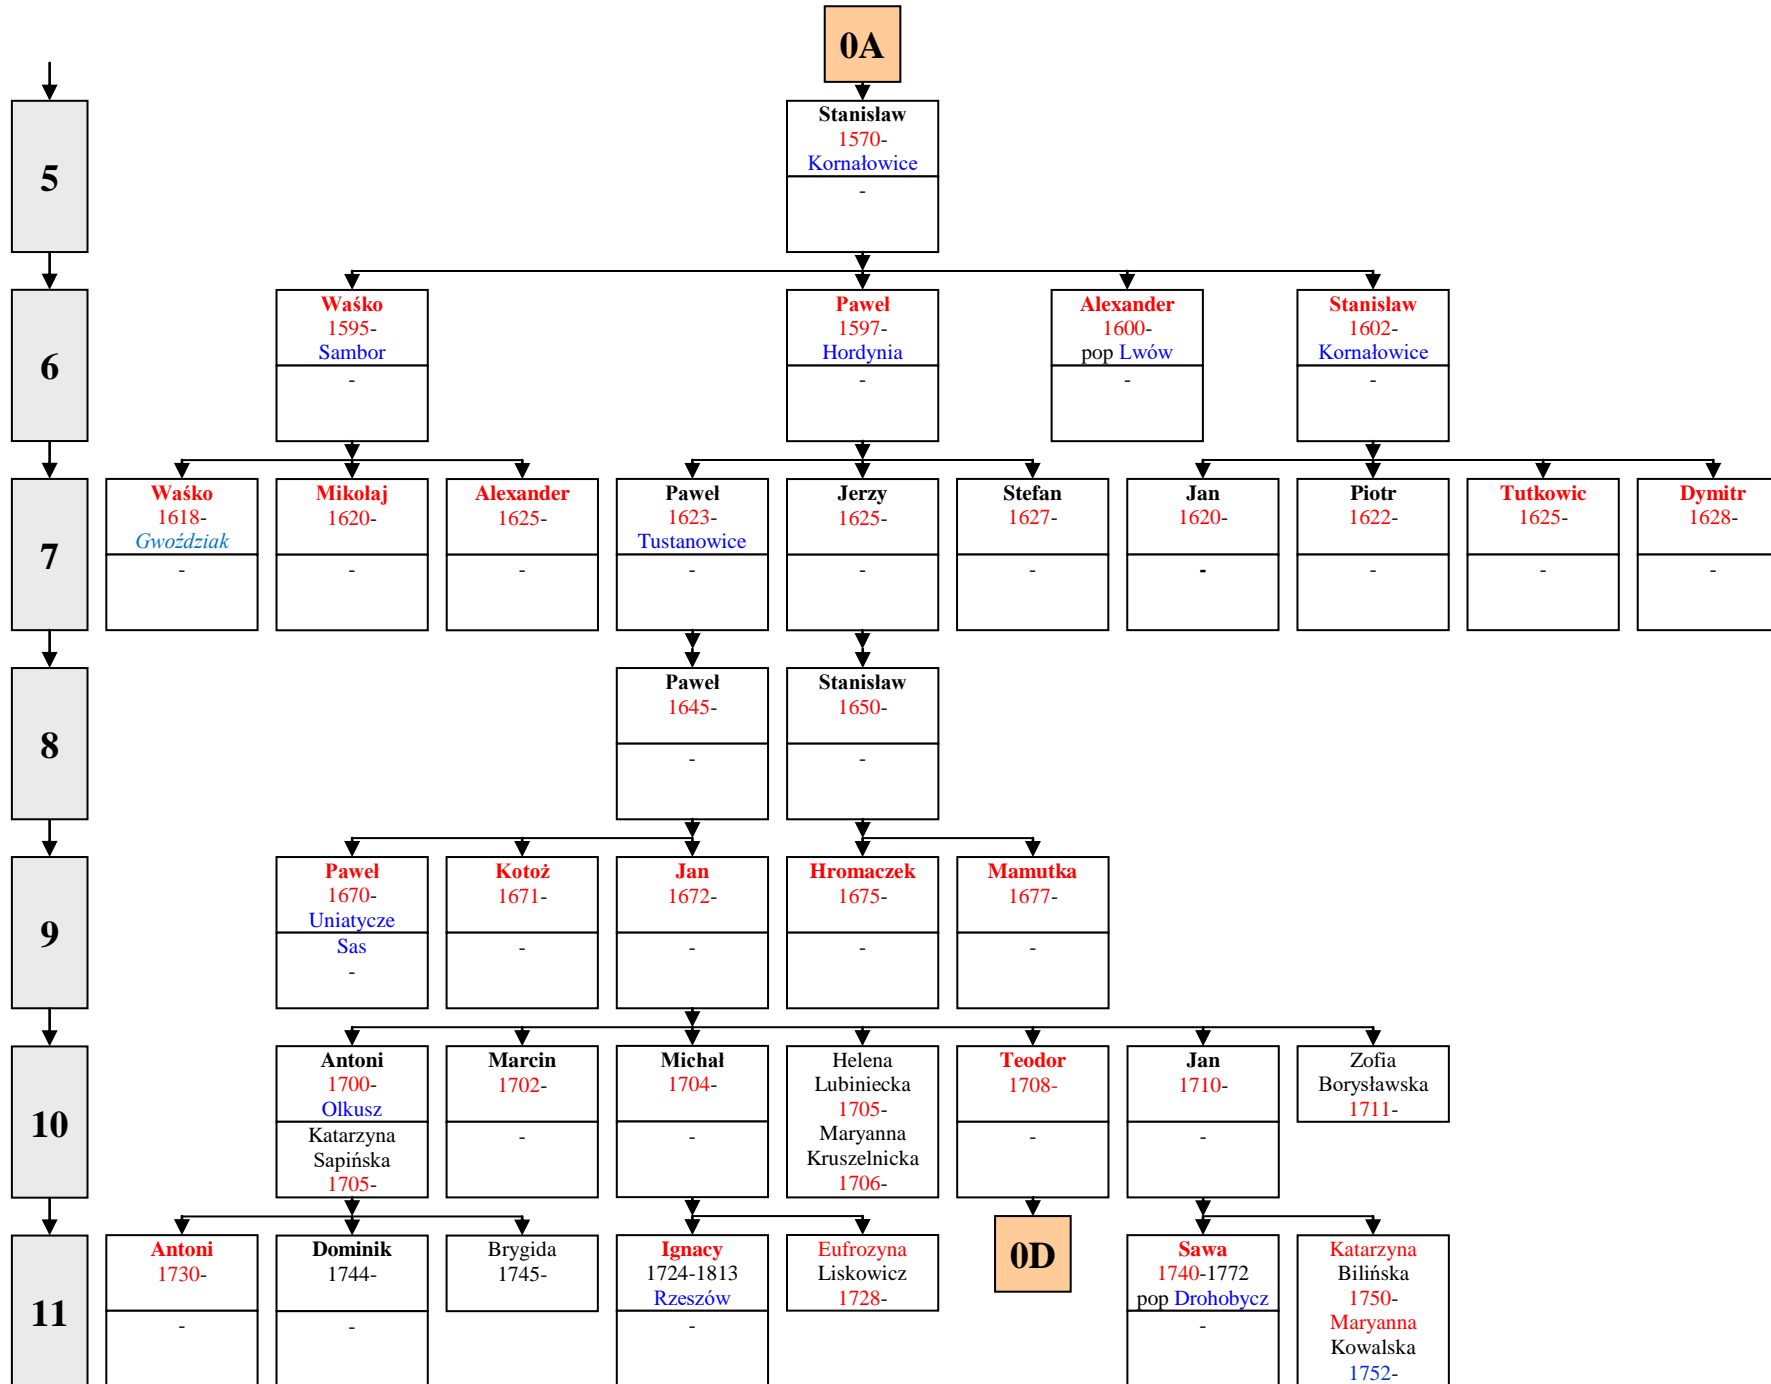 0A
5
Stanisław
1570-
Kornałowice
-
6
Waśko
1595-
Sambor
-
Paweł
1597-
Hordynia
-
Alexander
1600-
pop Lwów
-
Stanisław
1602-
Kornałowice
-
7
Waśko
1618-
Gwoździak
-
Mikołaj
1620-
-
Alexander
1625-
-
Paweł
1623-
Tustanowice
-
Jerzy
1625-
-
Stefan
1627-
-
Jan
1620-
-
Piotr
1622-
-
Tutkowic
1625-
-
Dymitr
1628-
-
8
Paweł
1645-
-
Stanisław
1650-
-
9
Paweł
1670-
Uniatycze
Sas
-
Kotoż
1671-
-
Jan
1672-
-
Hromaczek
1675-
-
Mamutka
1677-
-
10
Antoni
1700-
Olkusz
Katarzyna
Sapińska
1705-
Marcin
1702-
-
Michał
1704-
-
Helena
Lubiniecka
1705-
Maryanna
Kruszelnicka
1706-
Teodor
1708-
-
Jan
1710-
-
Zofia
Borysławska
1711-
11
Antoni
1730-
-
Dominik
1744-
-
Brygida
1745-
Ignacy
1724-1813
Rzeszów
-
Eufrozyna
Liskowicz
1728-
0D
Sawa
1740-1772
pop Drohobycz
-
Katarzyna
Bilińska
1750-
Maryanna
Kowalska
1752-